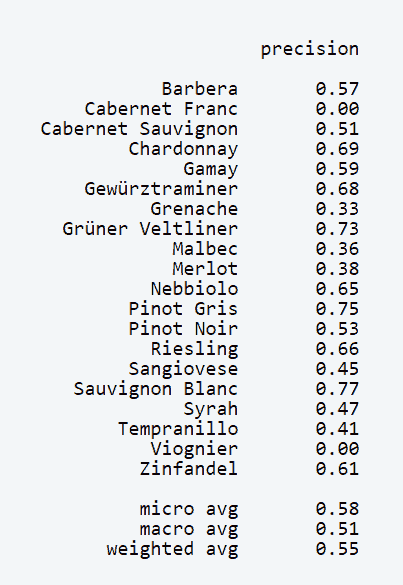 precision
Barbera 0.57
Cabernet Franc 0.00
Cabernet Sauvignon 0.51
Chardonnay 0.69
Gamay 0.59
Gewürztraminer 0.68
Grenache 0.33
Grüner Veltliner 0.73
Malbec 0.36
Merlot 0.38
Nebbiolo 0.65
Pinot Gris 0.75
Pinot Noir 0.53
Riesling 0.66
Sangiovese 0.45
Sauvignon Blanc 0.77
Syrah 0.47
Tempranillo 0.41
Viognier 0.00
Zinfandel 0.61
micro avg 0.58
macro avg 0.51
weighted avg 0.55